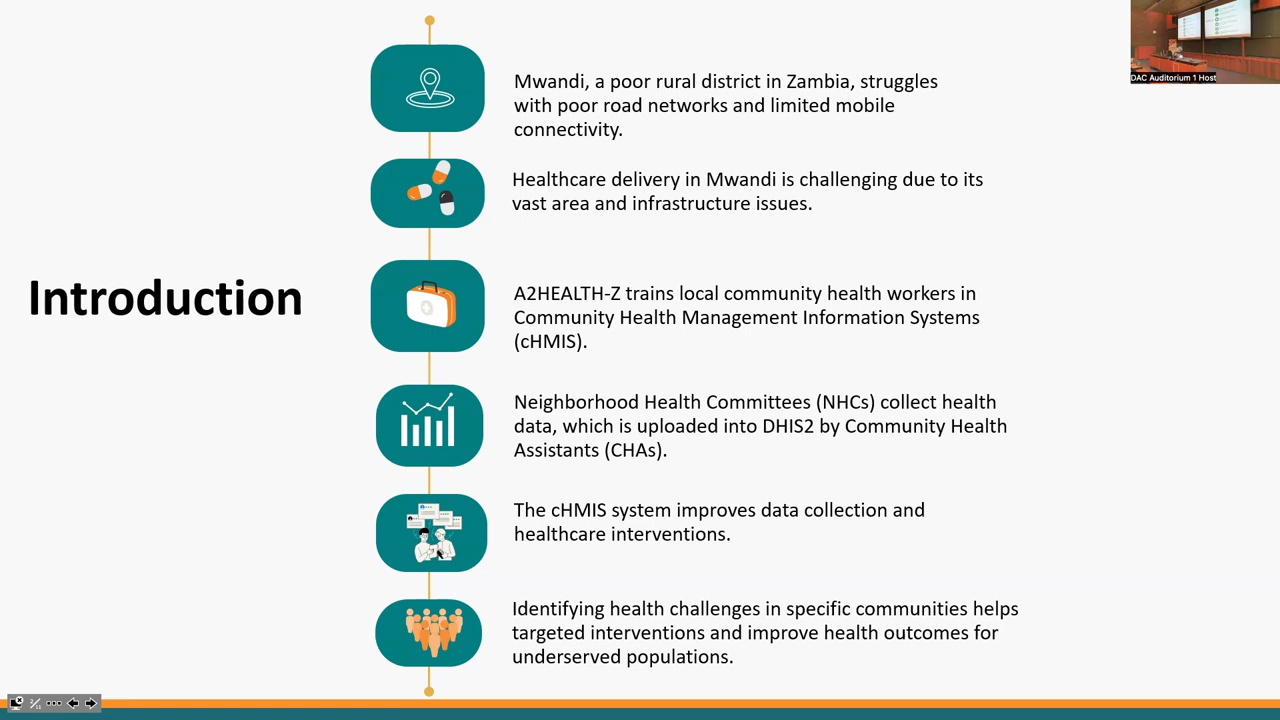 DAC Auditorium 1 Host
Mwandi, a poor rural district in Zambia, struggles
with poor road networks and limited mobile
connectivity.
Healthcare delivery in Mwandi is challenging due to its
vast area and infrastructure issues.
Introduction
A2HEALTH-Z trains local community health workers in
Community Health Management Information Systems
(cHMIS).
Neighborhood Health Committees (NHCs) collect health
data, which is uploaded into DHIS2 by Community Health
Assistants (CHAs).
The cHMIS system improves data collection and
healthcare interventions.
Identifying health challenges in specific communities helps
targeted interventions and improve health outcomes for
underserved populations.